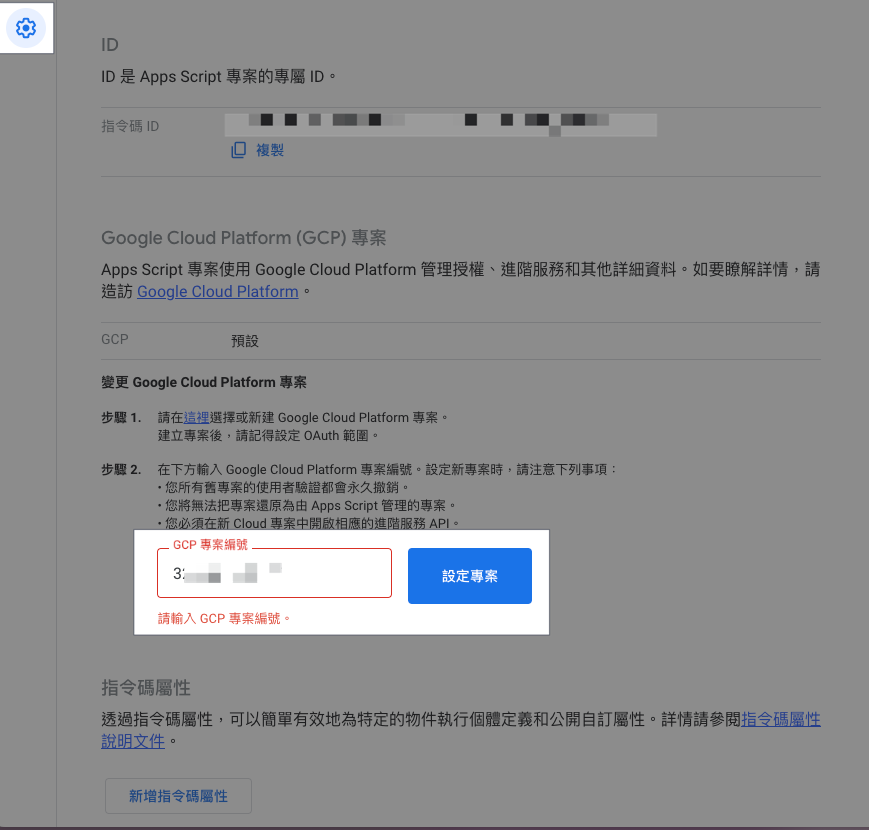 ID
ID 是 Apps Script 專案的專屬 ID。
指令碼 ID
複製
Google Cloud Platform (GCP) 專案
Apps Script 專案使用 Google Cloud Platform 管理授權、進階服務和其他詳細資料。如要瞭解詳情,請
造訪 Google Cloud Platform。
GCP 預設
變更 Google Cloud Platform 專案
步驟 1. 請在這裡選擇或新建 Google Cloud Platform 專案。
建立專案後,請記得設定 OAuth 範圍。
步驟 2. 在下方輸入 Google Cloud Platform 專案編號。設定新專案時,請注意下列事項:
• 您所有舊專案的使用者驗證都會永久撤銷。
• 您將無法把專案還原為由 Apps Script 管理的專案。
• 您必須在新 Cloud 專案中開啟相應的進階服務 API。
GCP 專案編號
設定專案
請輸入 GCP 專案編號。
指令碼屬性
透過指令碼屬性,可以簡單有效地為特定的物件執行個體定義和公開自訂屬性。詳情請參閱指令碼屬性
說明文件。
新增指令碼屬性